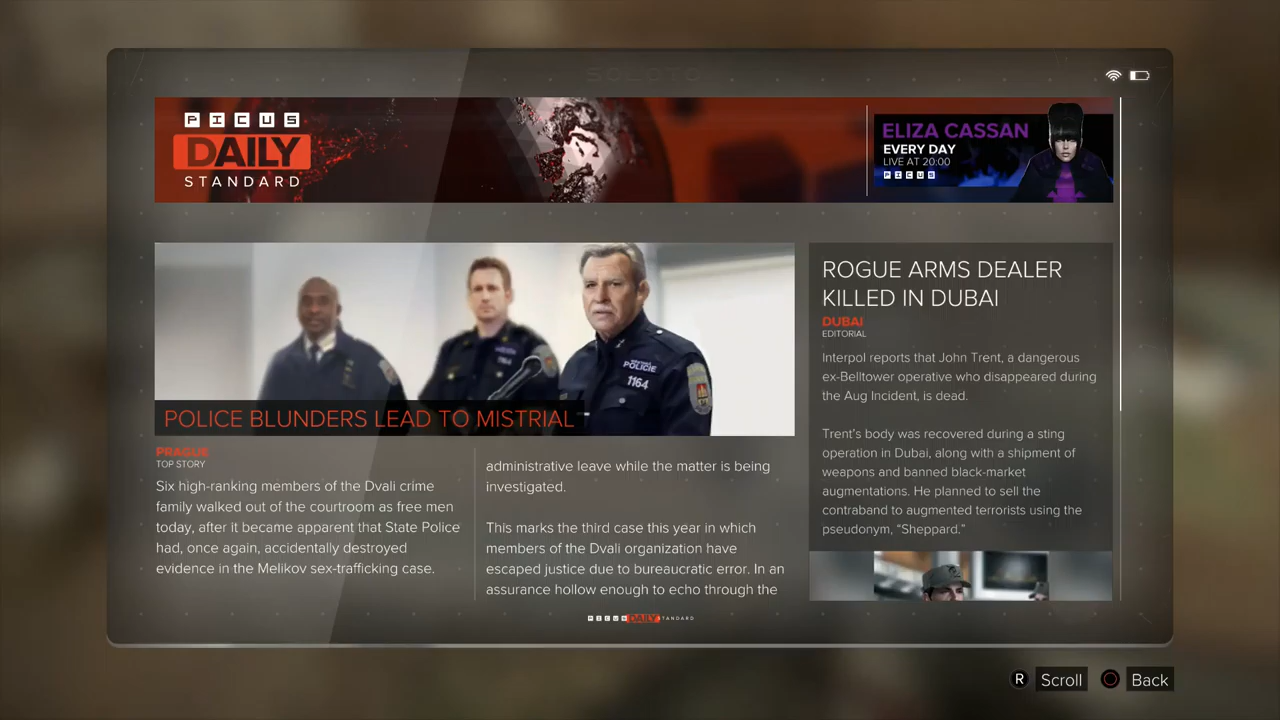 SOLOTO
PICUS
DAILY
STANDARD
ELIZA CASSAN
EVERY DAY
LIVE AT 20:00
PICUS
POLICIE
1164
POLICE BLUNDERS LEAD TO MISTRIAL
PRAGUE
TOP STORY
Six high-ranking members of the Dvali crime
family walked out of the courtroom as free men
today, after it became apparent that State Police
had, once again, accidentally destroyed
evidence in the Melikov sex-trafficking case.
administrative leave while the matter is being
investigated.
This marks the third case this year in which
members of the Dvali organization have
escaped justice due to bureaucratic error. In an
assurance hollow enough to echo through the
ROGUE ARMS DEALER
KILLED IN DUBAI
DUBAI
EDITORIAL
Interpol reports that John Trent, a dangerous
ex-Belltower operative who disappeared during
the Aug Incident, is dead.
Trent's body was recovered during a sting
operation in Dubai, along with a shipment of
weapons and banned black-market
augmentations. He planned to sell the
contraband to augmented terrorists using the
pseudonym, “Sheppard.”
PICUS DAILY STANDARD
R Scroll Back